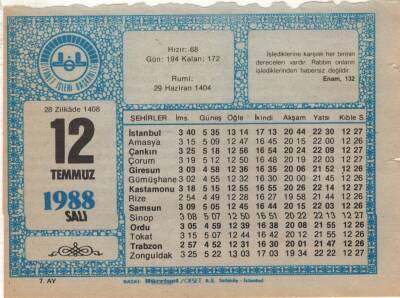 DİNİ YAYIN İŞLERİ
Hızır: 68
Gün: 194 Kalan: 172
Rumi:
29 Haziran 1404
İşlediklerine karşılık her birinin
dereceleri vardır. Rabbin onların
işlediklerinden habersiz değildir.
Enam, 132
28 Zilkâde 1408
12
TEMMUZ
1988
SALI
7. AY
ŞEHİRLER İms. Güneş Öğle İkindi Akşam Yatsı Kıble S
İstanbul 3 40 5 35 13 14 17 13 20 44 22 30 12 27
Amasya 3 15 5 09 12 47 16 45 20 15 22 00 12 26
Çankırı 3 25 5 18 12 56 16 54 20 24 22 09 12 27
Çorum 3 19 5 12 12 50 16 48 20 18 22 03 12 26
Giresun 3 03 4 58 12 36 16 35 20 06 21 52 12 26
Gümüşhane 3 02 4 55 12 32 16 30 20 00 21 45 12 26
Kastamonu 3 18 5 15 12 55 16 55 20 26 22 13 12 27
Rize 2 54 4 49 12 28 16 27 19 58 21 44 12 26
Samsun 3 09 5 05 12 45 16 44 20 15 22 02 12 26
Sinop 3 08 5 07 12 50 16 51 20 22 12 27
Ordu 3 05 4 59 12 39 16 38 20 08 21 55 12 26
Tokat 3 15 5 07 12 44 16 41 20 11 21 55 12 26
Trabzon 2 57 4 52 12 31 16 30 20 01 21 47 12 26
Zonguldak 3 25 5 22 13 03 17 03 19 34 22 22 12 27
BASKI: Hürriyet OFSET A.Ş.